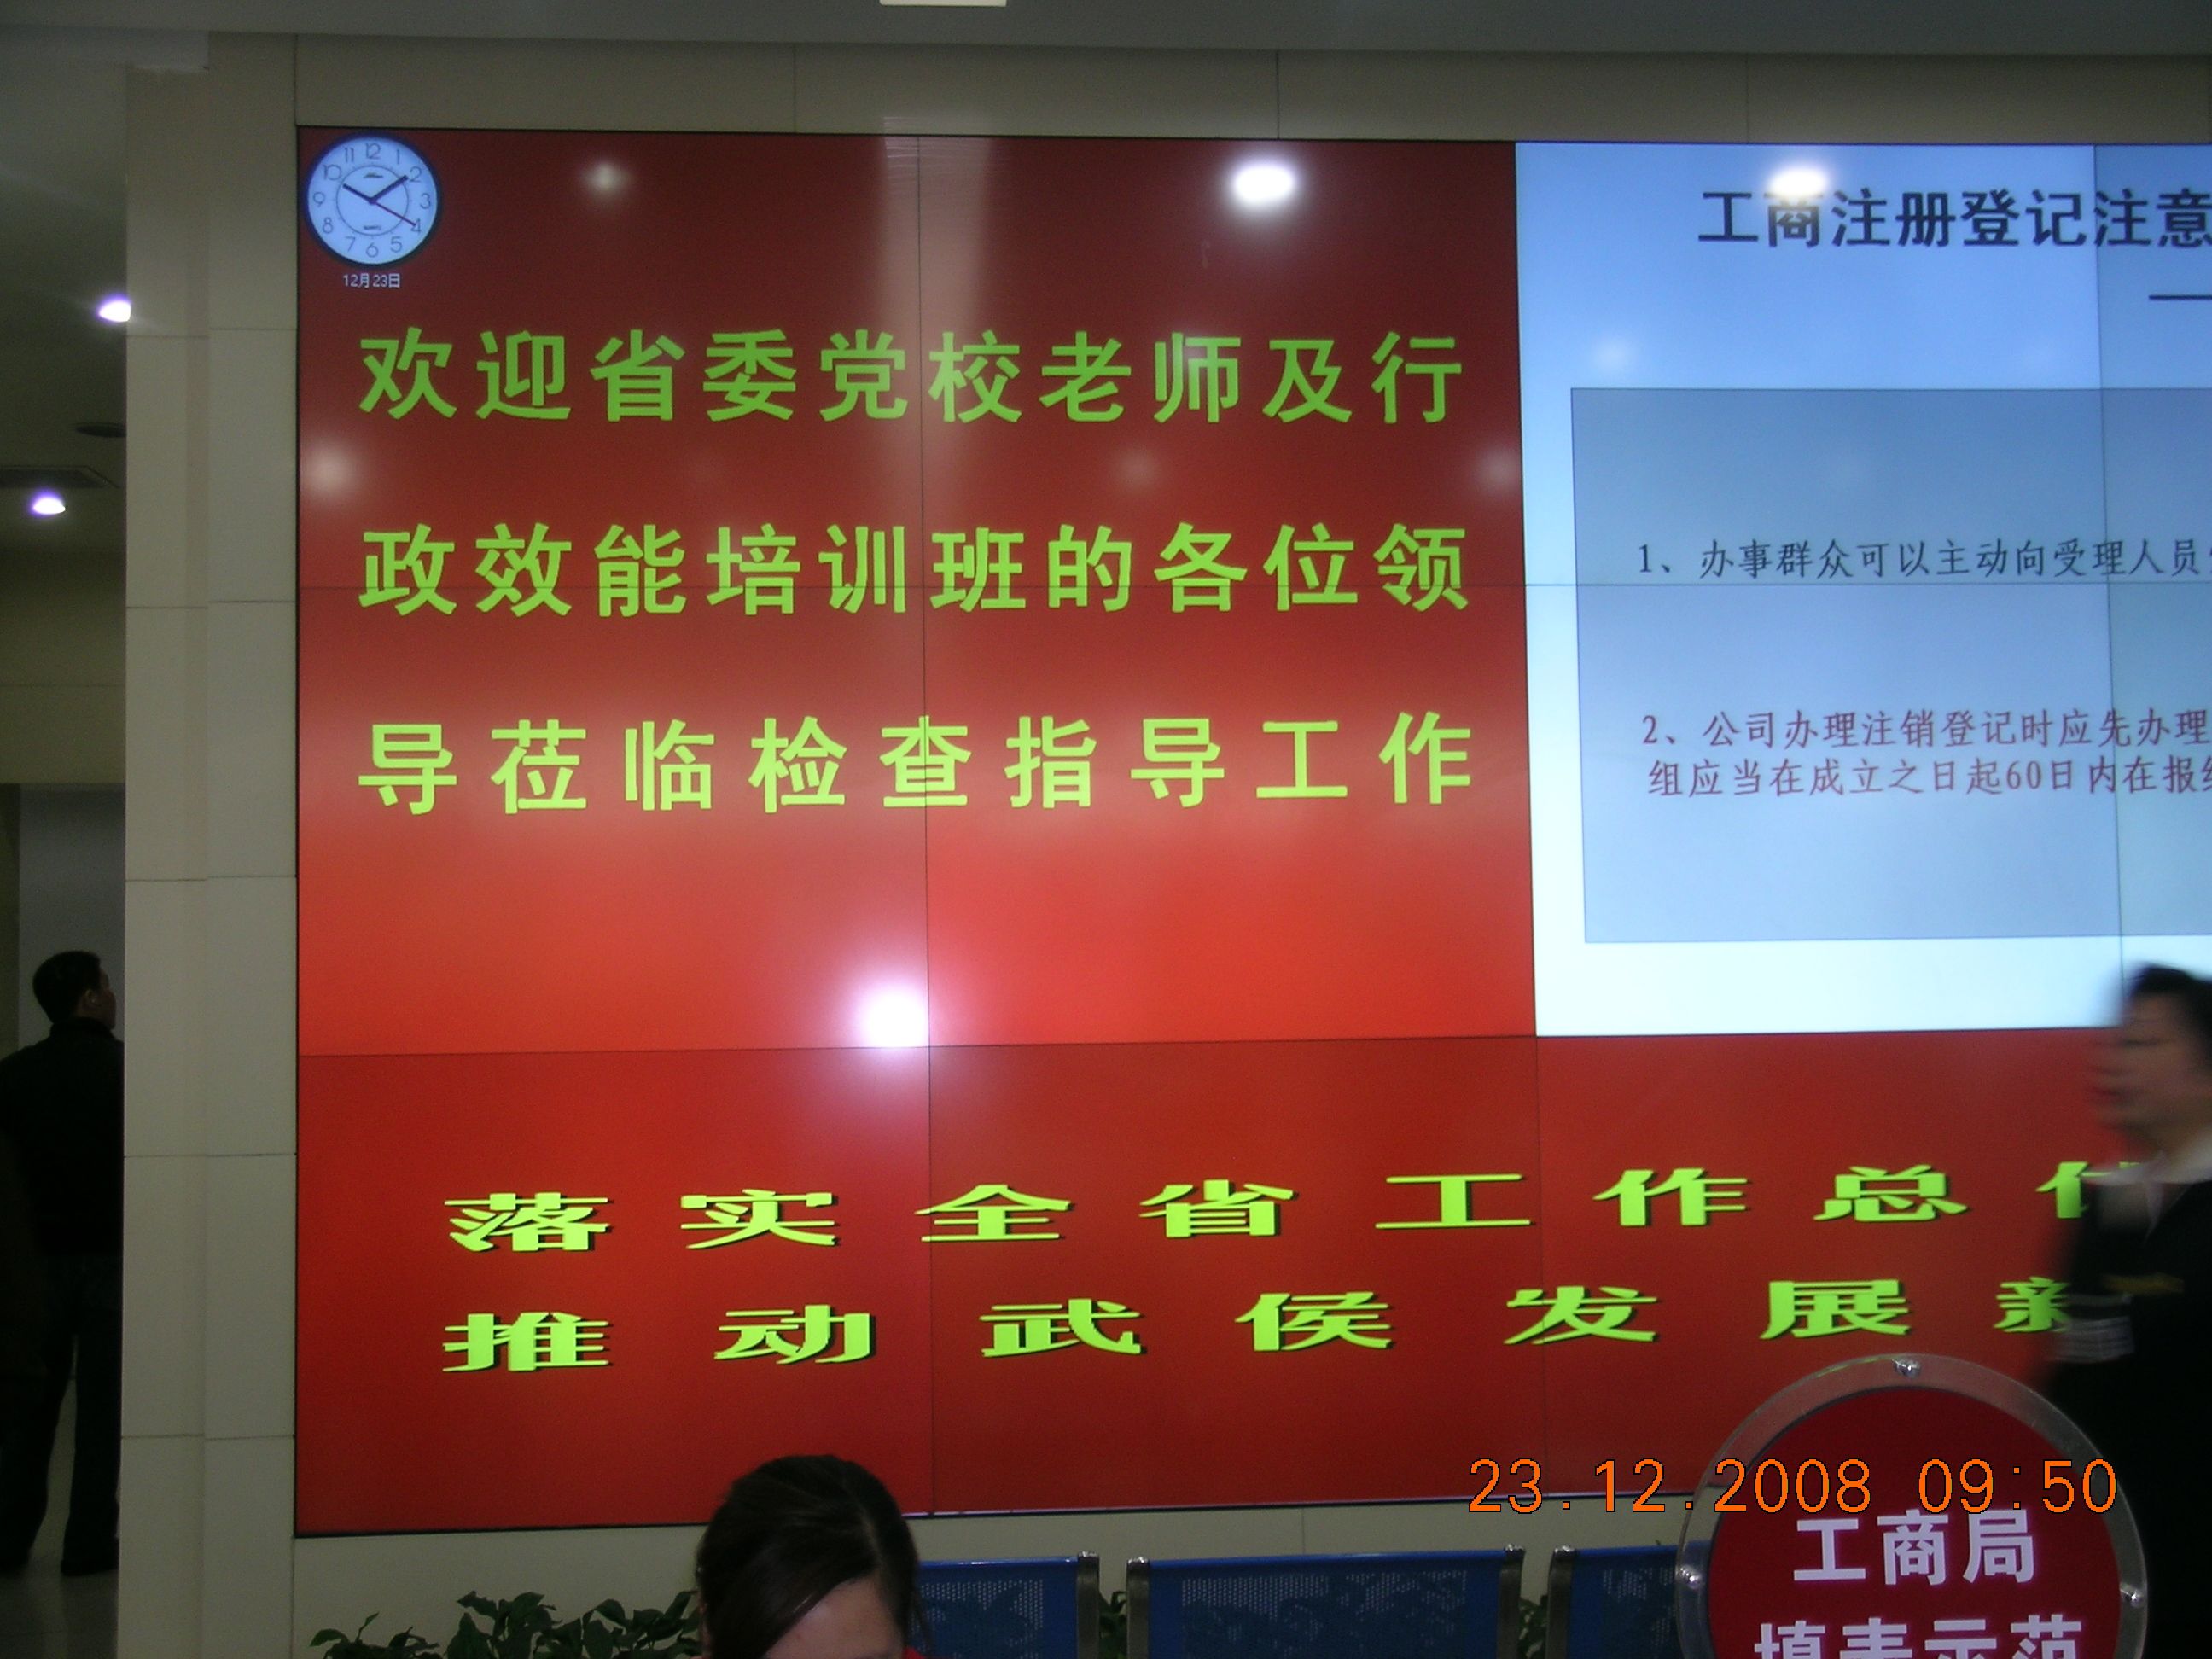 12月23日
欢迎省委党校老师及行
政效能培训班的各位领
导莅临检查指导工作
工商注册登记注意
1、办事群众可以主动向受理人员
2、公司办理注销登记时应先办理
组应当在成立之日起60日内在报
落实全省工作总
推动武侯发展新
23.12.2008 09:50
工商局
填表示范